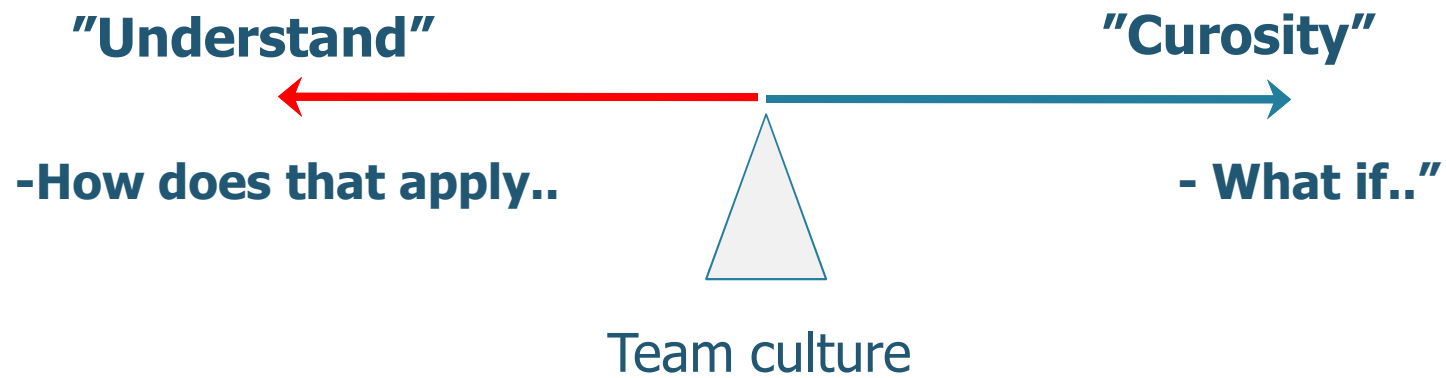 ”Understand”
”Curosity”
-How does that apply..
- What if..”
Team culture